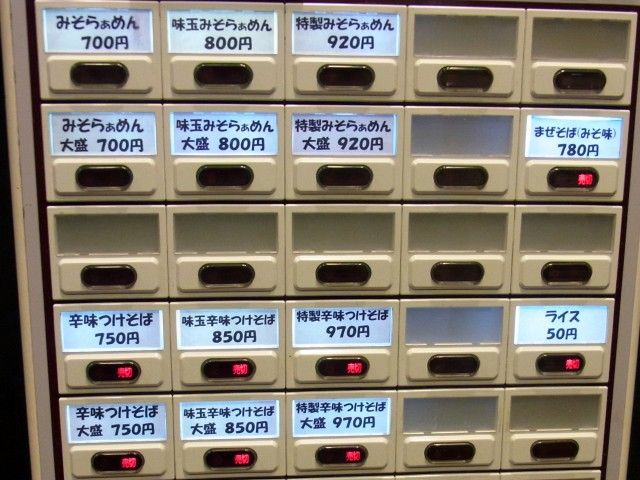 みそらぁめん
700円
味玉みそらぁめん
800円
特製みそらぁめん
920円
みそらぁめん
大盛 700円
味玉みそらぁめん
大盛 800円
特製みそらぁめん
大盛 920円
まぜそば(みそ味)
780円
売切
辛味つけそば
750円
売切
味玉辛味つけそば
850円
売切
特製辛味つけそば
970円
売切
ライス
50円
売切
辛味つけそば
大盛 750円
売切
味玉辛味つけそば
大盛 850円
売切
特製辛味つけそば
大盛 970円
売切